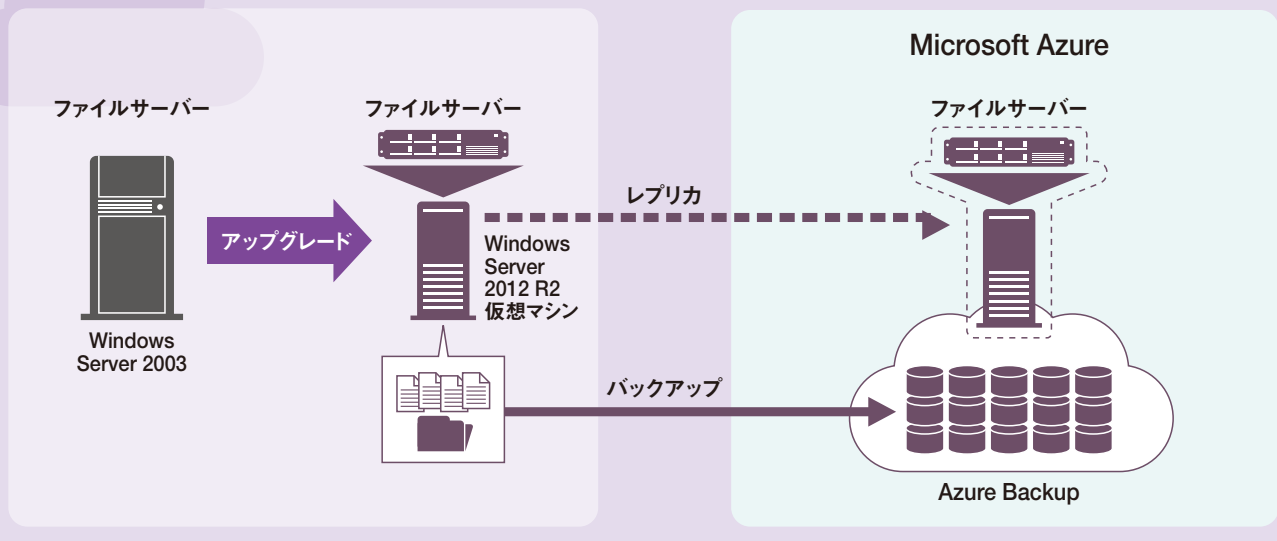 Microsoft Azure
ファイルサーバー
ファイルサーバー
ファイルサーバー
アップグレード
レプリカ
Windows
Server
2012 R2
仮想マシン
Windows
Server 2003
バックアップ
Azure Backup